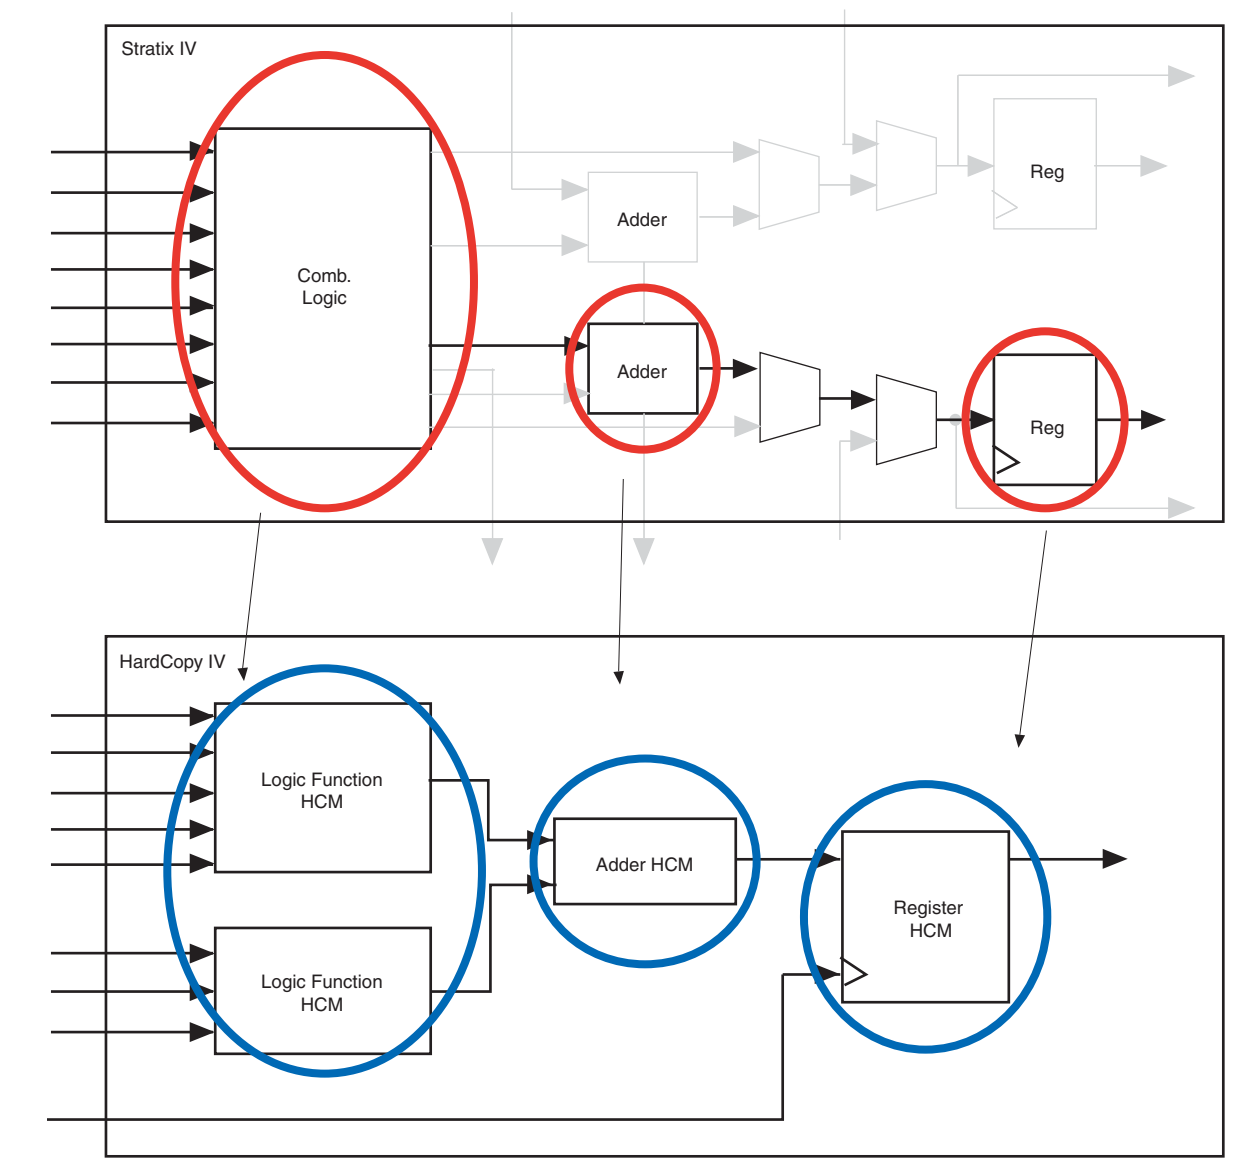 Stratix IV
Reg
Adder
Comb.
Logic
Adder
Reg
HardCopy IV
Logic Function
HCM
Adder HCM
Register
HCM
Logic Function
HCM